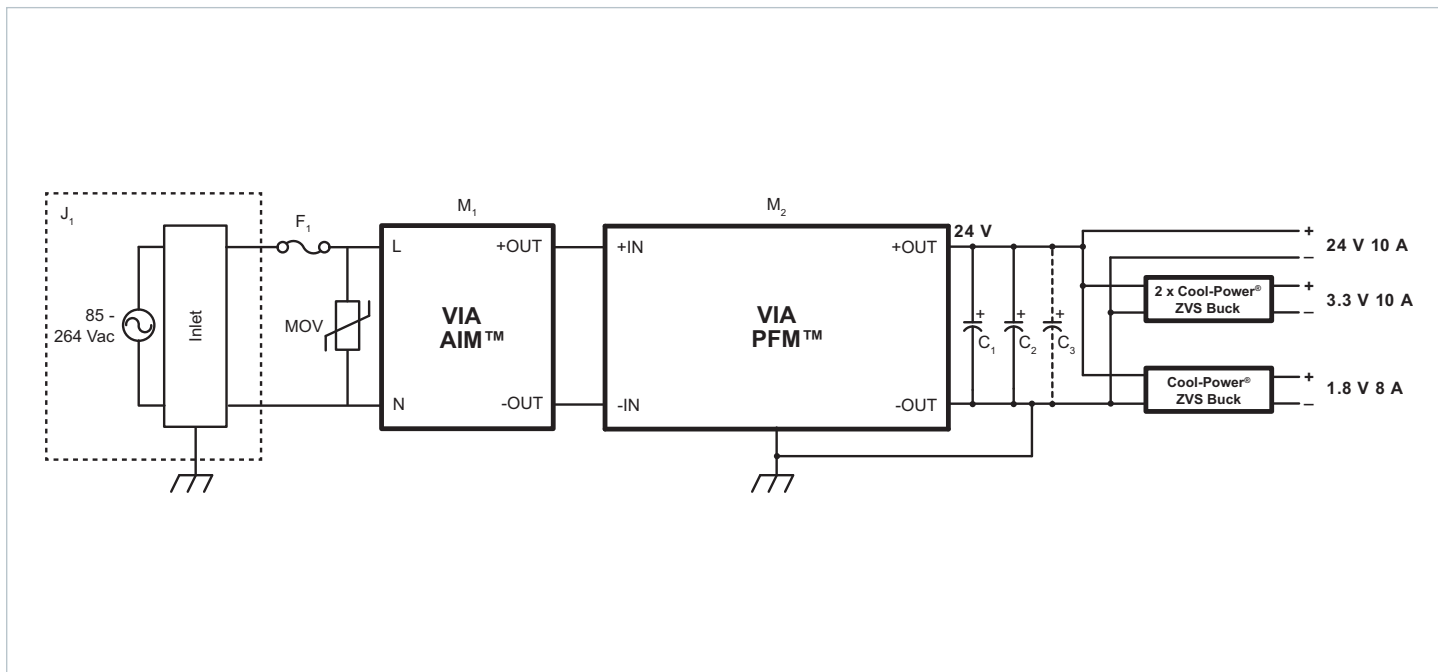 J₁
85 -
264 Vac
Inlet
F₁
MOV
M₁
L
+OUT
VIA
AIM™
N
-OUT
M₂
+IN
+OUT
VIA
PFM™
-IN
-OUT
24 V
+
C₁
+
C₂
+
C₃
+
24 V 10 A
–
2 x Cool-Power®
ZVS Buck
+
3.3 V 10 A
–
Cool-Power®
ZVS Buck
+
1.8 V 8 A
–